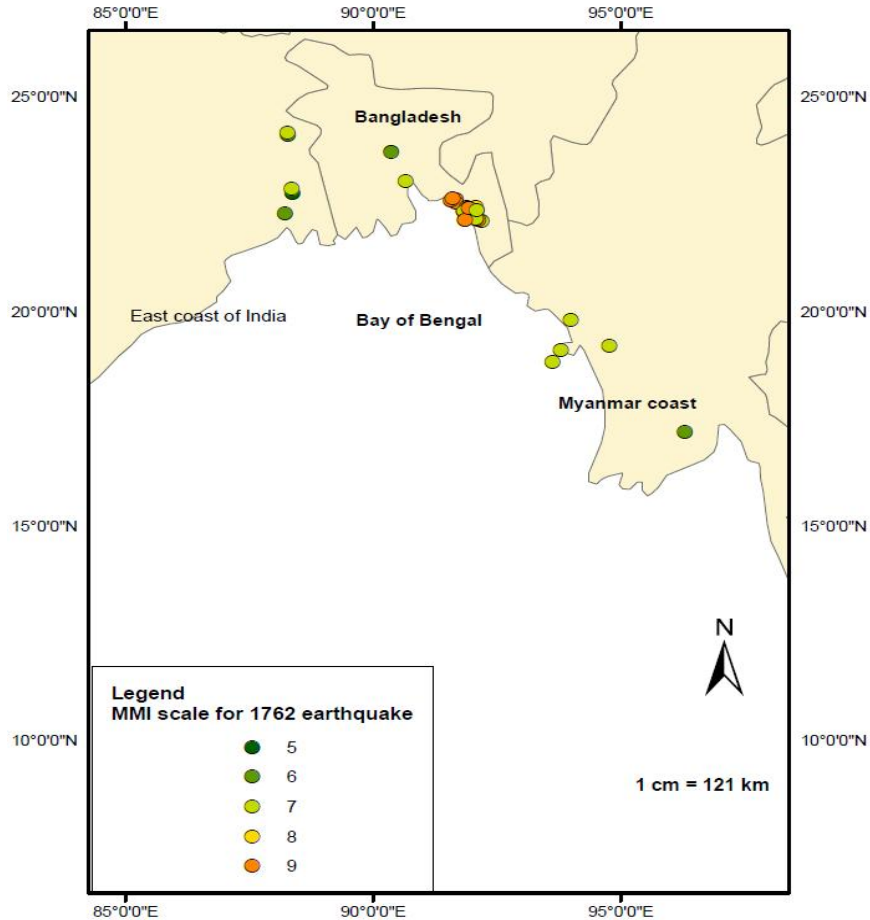 85°0'0"E 90°0'0"E 95°0'0"E
25°0'0"N 25°0'0"N
Bangladesh
20°0'0"N 20°0'0"N
East coast of India
Bay of Bengal
Myanmar coast
15°0'0"N 15°0'0"N
N
Legend
MMI scale for 1762 earthquake
5
6
7
8
9
10°0'0"N 10°0'0"N
1 cm = 121 km
85°0'0"E 90°0'0"E 95°0'0"E